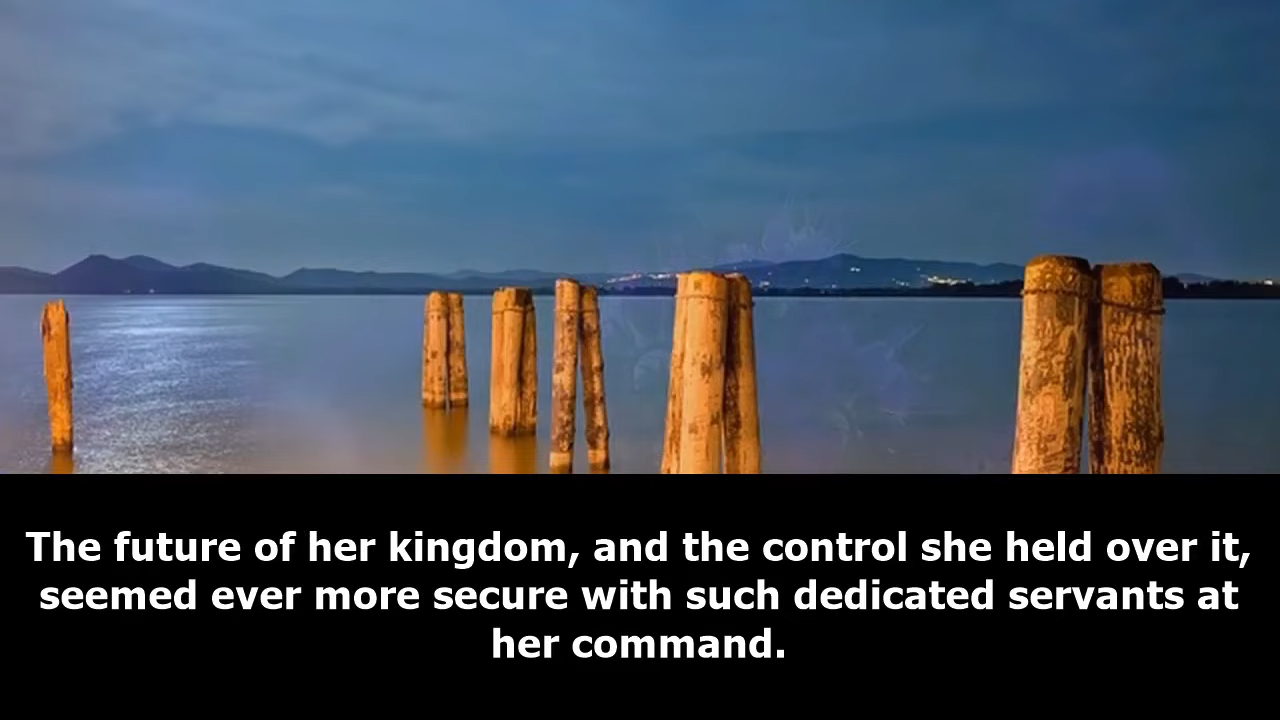 The future of her kingdom, and the control she held over it,
seemed ever more secure with such dedicated servants at
her command.